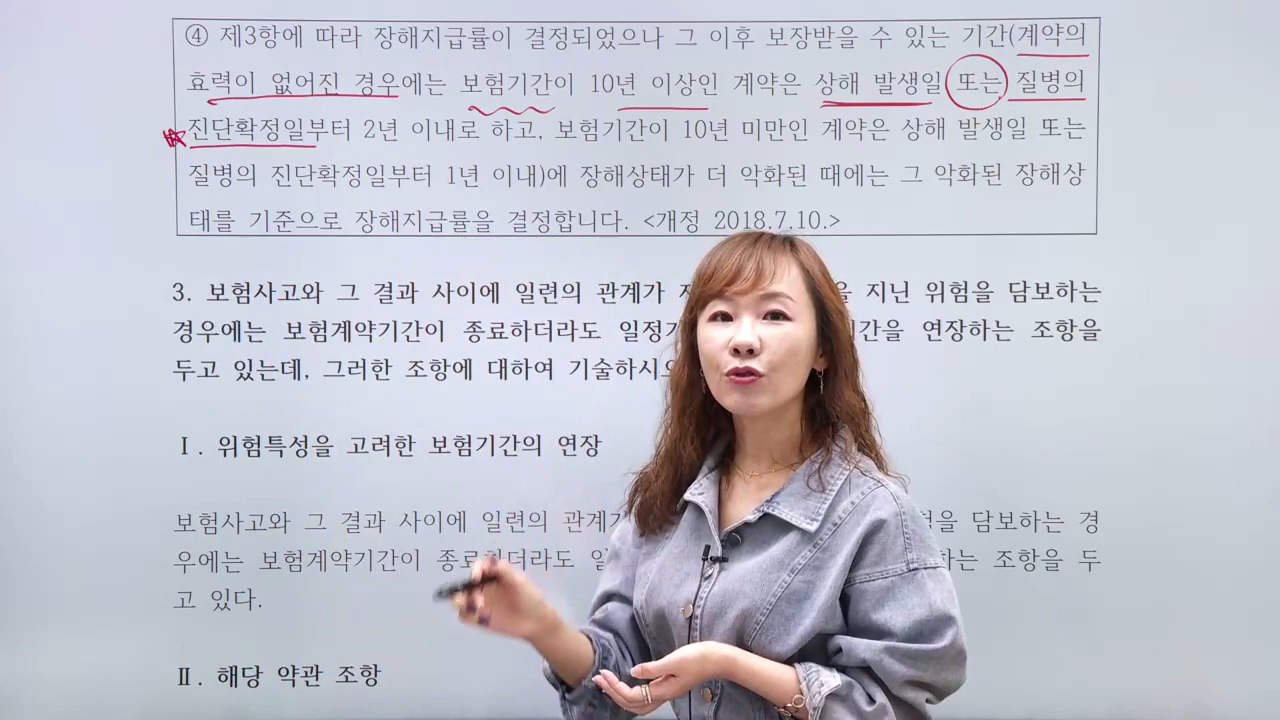 ④ 제3항에 따라 장해지급률이 결정되었으나 그 이후 보장받을 수 있는 기간(계약의
효력이 없어진 경우에는 보험기간이 10년 이상인 계약은 상해 발생일 또는 질병의
진단확정일부터 2년 이내로 하고, 보험기간이 10년 미만인 계약은 상해 발생일 또는
질병의 진단확정일부터 1년 이내)에 장해상태가 더 악화된 때에는 그 악화된 장해상
태를 기준으로 장해지급률을 결정합니다. <개정 2018.7.10.>
3. 보험사고와 그 결과 사이에 일련의 관계가 지닌 위험을 담보하는
경우에는 보험계약기간이 종료하더라도 연장하는 조항을
두고 있는데, 그러한 조항에 대하여 기술하시오
Ⅰ. 위험특성을 고려한 보험기간의 연장
보험사고와 그 결과 사이에 일련의 담보하는 경
우에는 보험계약기간이 종료하더라도 조항을 두
고 있다.
Ⅱ. 해당 약관 조항